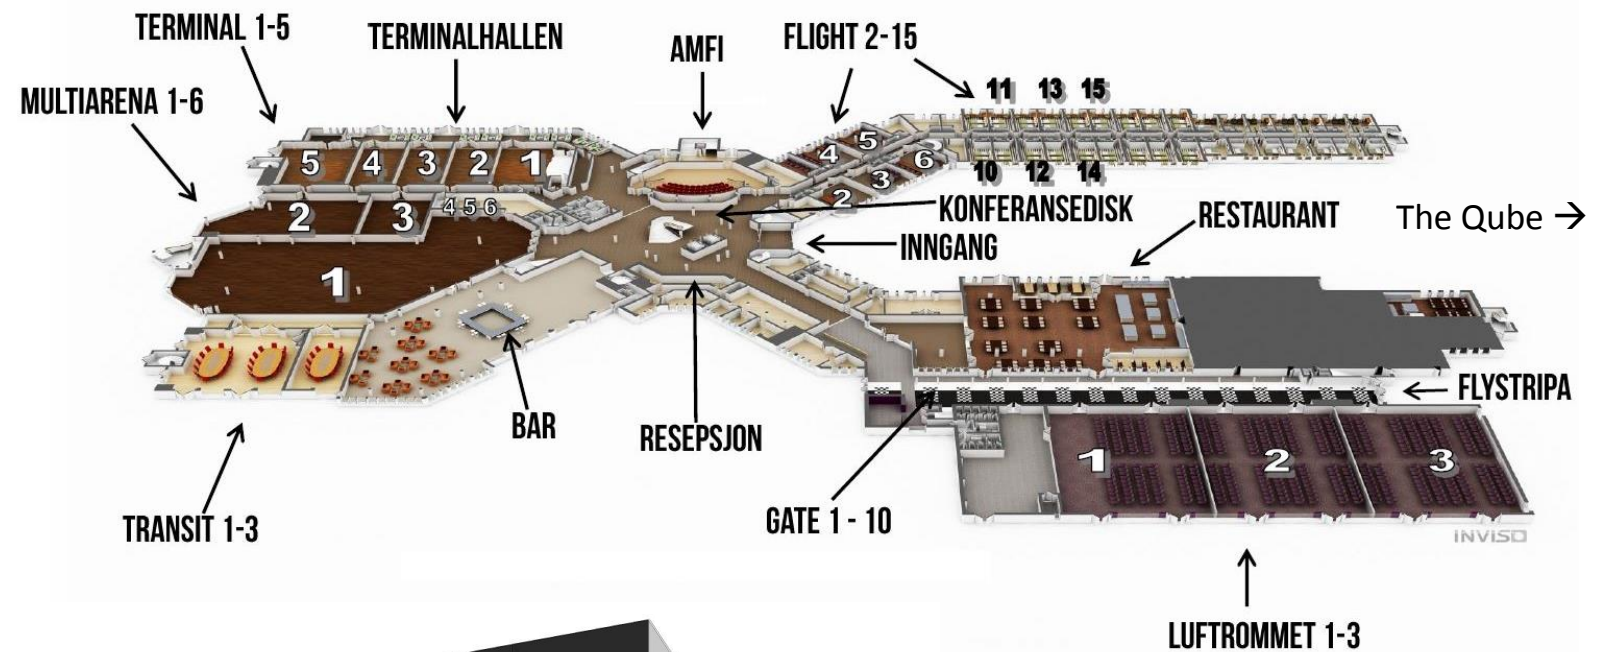 TERMINAL 1-5
TERMINALHALLEN
AMFI
FLIGHT 2-15
MULTIARENA 1-6
11 13 15
5 4 3 2 1
4 5
2 3 6
10 12 14
2 3 4 5 6
KONFERANSEDISK
RESTAURANT
The Qube →
INNGANG
1
BAR
RESEPSJON
FLYSTRIPA
1 2 3
GATE 1 - 10
TRANSIT 1-3
INVISO
LUFTROMMET 1-3